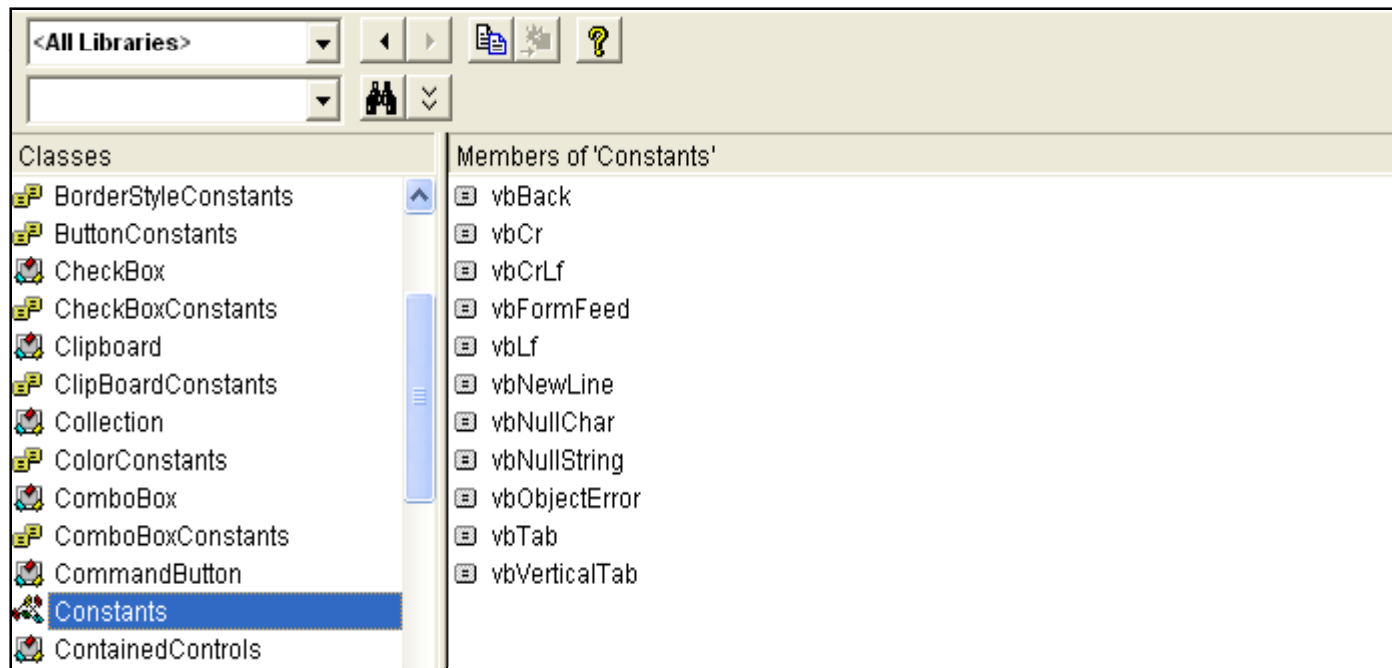 <All Libraries>
Classes
BorderStyleConstants
ButtonConstants
CheckBox
CheckBoxConstants
Clipboard
ClipBoardConstants
Collection
ColorConstants
ComboBox
ComboBoxConstants
CommandButton
Constants
ContainedControls
Members of 'Constants'
vbBack
vbCr
vbCrLf
vbFormFeed
vbLf
vbNewLine
vbNullChar
vbNullString
vbObjectError
vbTab
vbVerticalTab